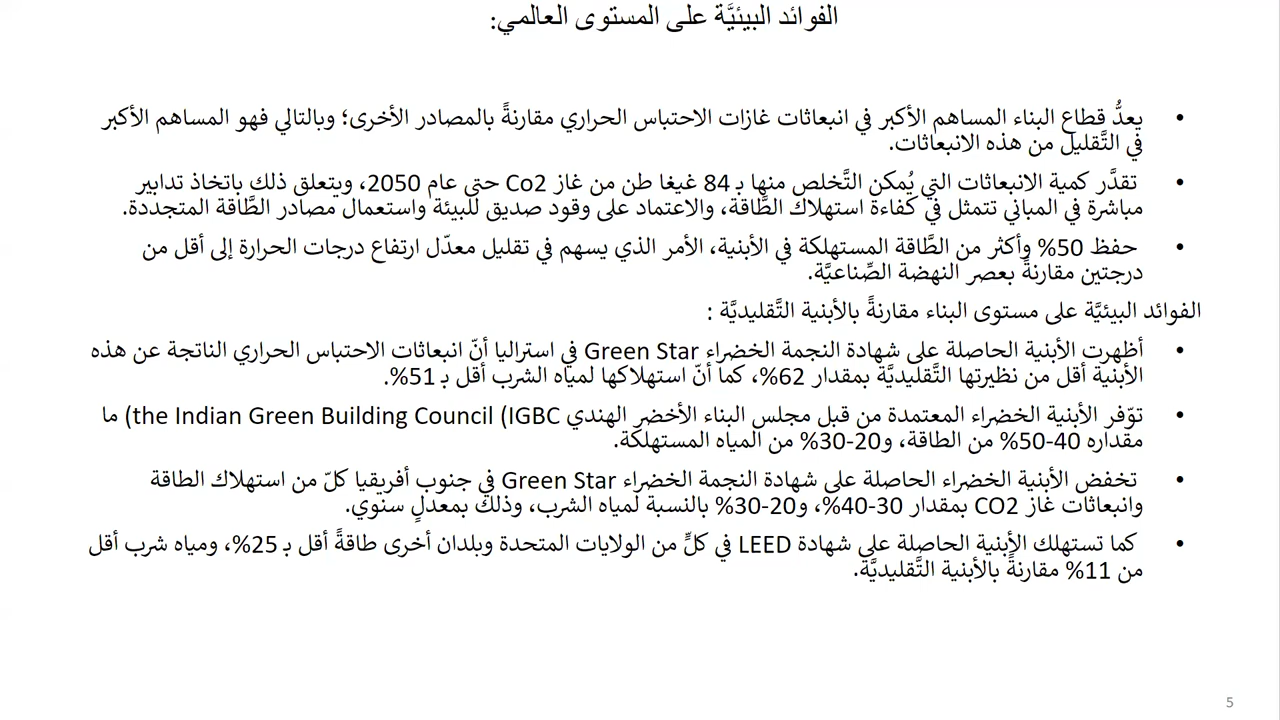 الفوائد البيئيَّة على المستوى العالمي:
• يعدُّ قطاع البناء المساهم الأكبر في انبعاثات غازات الاحتباس الحراري مقارنةً بالمصادر الأخرى؛ وبالتالي فهو المساهم الأكبر
في التَّقليل من هذه الانبعاثات.
• تقدَّر كمية الانبعاثات التي يُمكن التَّخلص منها بـ 84 غيغا طن من غاز Co2 حتى عام 2050، ويتعلق ذلك باتخاذ تدابير
مباشرة في المباني تتمثل في كفاءة استهلاك الطَّاقة، والاعتماد على وقود صديق للبيئة واستعمال مصادر الطَّاقة المتجددة.
• حفظ 50% وأكثر من الطَّاقة المستهلكة في الأبنية، الأمر الذي يسهم في تقليل معدّل ارتفاع درجات الحرارة إلى أقل من
درجتين مقارنةً بعصر النهضة الصِّناعيَّة.
الفوائد البيئيَّة على مستوى البناء مقارنةً بالأبنية التَّقليديَّة :
• أظهرت الأبنية الحاصلة على شهادة النجمة الخضراء Green Star في استراليا أنّ انبعاثات الاحتباس الحراري الناتجة عن هذه
الأبنية أقل من نظيرتها التَّقليديَّة بمقدار 62%، كما أنّ استهلاكها لمياه الشرب أقل بـ 51%.
• توّفر الأبنية الخضراء المعتمدة من قبل مجلس البناء الأخضر الهندي the Indian Green Building Council (IGBC) ما
مقداره 40-50% من الطاقة، و20-30% من المياه المستهلكة.
• تخفض الأبنية الخضراء الحاصلة على شهادة النجمة الخضراء Green Star في جنوب أفريقيا كلّ من استهلاك الطاقة
وانبعاثات غاز CO2 بمقدار 30-40%، و20-30% بالنسبة لمياه الشرب، وذلك بمعدلٍ سنوي.
• كما تستهلك الأبنية الحاصلة على شهادة LEED في كلٍّ من الولايات المتحدة وبلدان أخرى طاقةً أقل بـ 25%، ومياه شرب أقل
من 11% مقارنةً بالأبنية التَّقليديَّة.
5